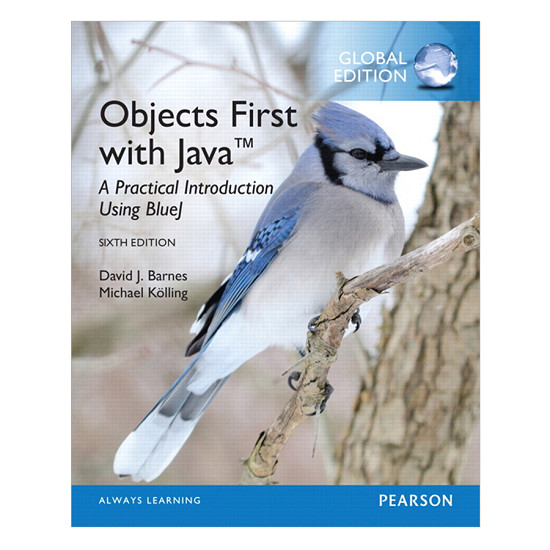 GLOBAL
EDITION
Objects First
with Java™
A Practical Introduction
Using BlueJ
SIXTH EDITION
David J. Barnes
Michael Kölling
ALWAYS LEARNING
PEARSON